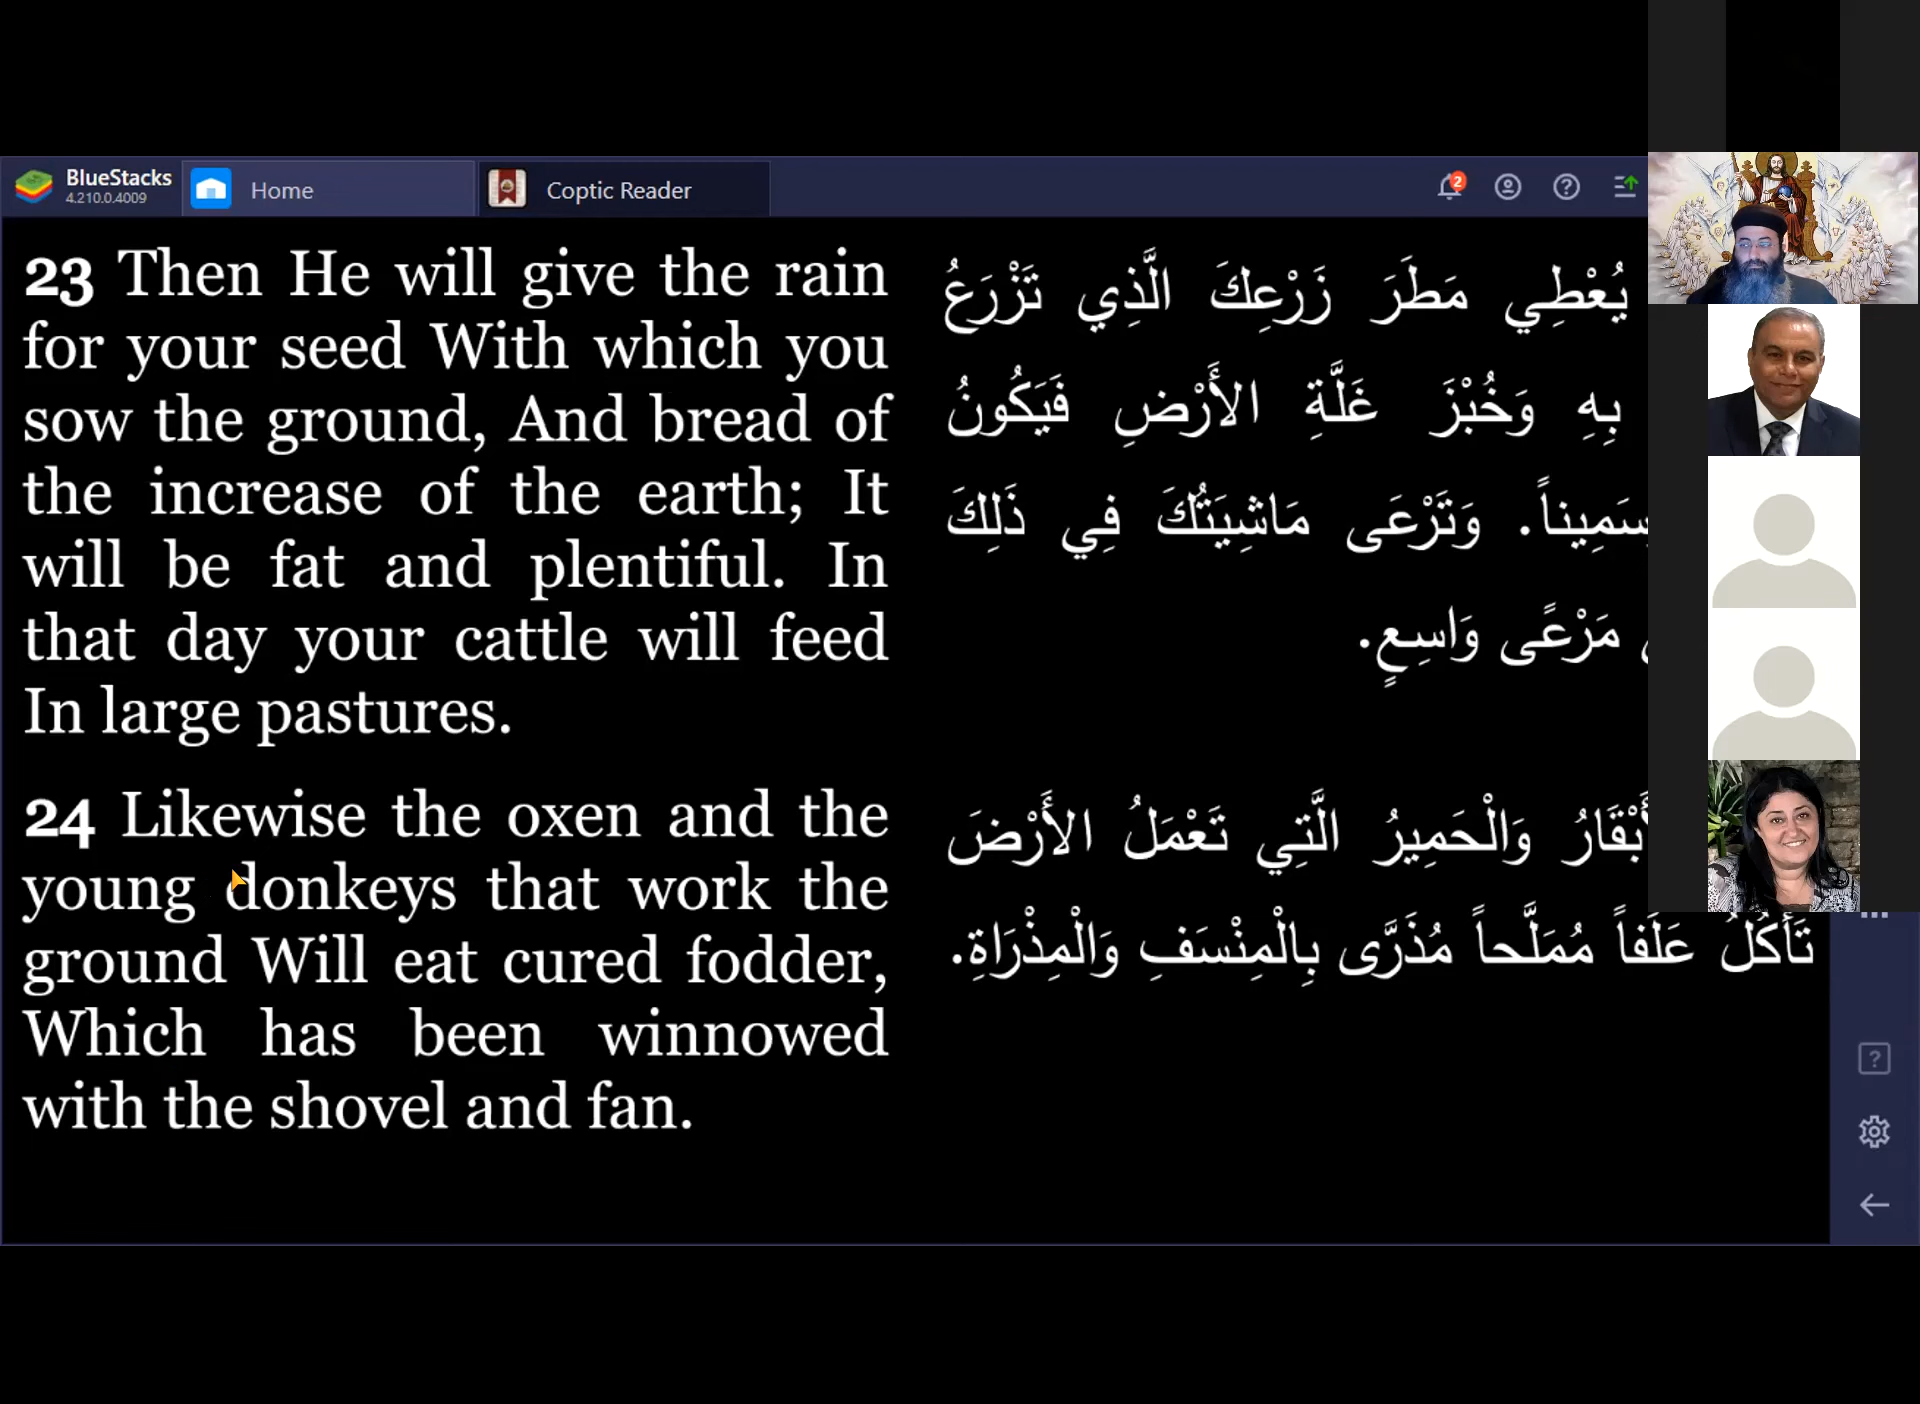 BlueStacks
4.210.0.4009
Home
Coptic Reader
2
23 Then He will give the rain
for your seed With which you
sow the ground, And bread of
the increase of the earth; It
will be fat and plentiful. In
that day your cattle will feed
In large pastures.
24 Likewise the oxen and the
young donkeys that work the
ground Will eat cured fodder,
Which has been winnowed
with the shovel and fan.
يُعْطِي مَطَرَ زَرْعِكَ الَّذِي تَزْرَعُ
بِهِ وَخُبْزَ غَلَّةِ الأَرْضِ فَيَكُونُ
سَمِيناً. وَتَرْعَى مَاشِيَتُكَ فِي ذَلِكَ
مَرْعًى وَاسِعٍ.
وَالْحَمِيرُ الَّتِي تَعْمَلُ الأَرْضَ
تَأْكُلُ عَلَفاً مُمَلَّحاً مُذَرَّى بِالْمِنْسَفِ وَالْمِذْرَاةِ.